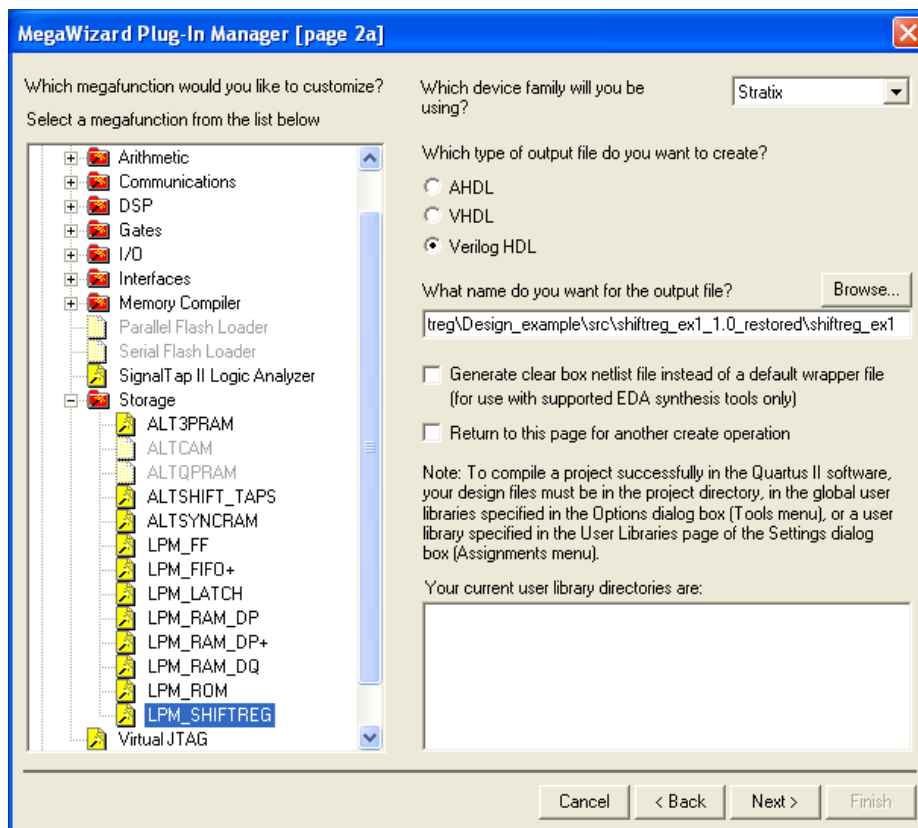 MegaWizard Plug-In Manager [page 2a]
Which megafunction would you like to customize?
Select a megafunction from the list below
Arithmetic
Communications
DSP
Gates
I/O
Interfaces
Memory Compiler
Parallel Flash Loader
Serial Flash Loader
SignalTap II Logic Analyzer
Storage
ALT3PRAM
ALTCAM
ALTQPRAM
ALTSHIFT_TAPS
ALTSYNCRAM
LPM_FF
LPM_FIFO+
LPM_LATCH
LPM_RAM_DP
LPM_RAM_DP+
LPM_RAM_DQ
LPM_ROM
LPM_SHIFTREG
Virtual JTAG
Which device family will you be
using?
Stratix
Which type of output file do you want to create?
AHDL
VHDL
Verilog HDL
What name do you want for the output file?
Browse...
treg\Design_example\src\shiftreg_ex1_1.0_restored\shiftreg_ex1
Generate clear box netlist file instead of a default wrapper file
(for use with supported EDA synthesis tools only)
Return to this page for another create operation
Note: To compile a project successfully in the Quartus II software,
your design files must be in the project directory, in the global user
libraries specified in the Options dialog box (Tools menu), or a user
library specified in the User Libraries page of the Settings dialog
box (Assignments menu).
Your current user library directories are:
Cancel
< Back
Next >
Finish